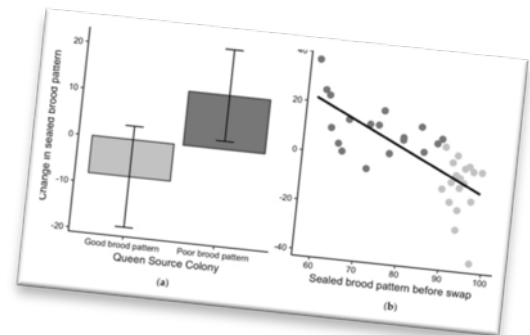 Change in sealed brood pattern
20
10
0
-10
-20
Good brood pattern Poor brood pattern
Queen Source Colony
(a)
40
20
0
-20
-40
60 70 80 90 100
Sealed brood pattern before swap
(b)